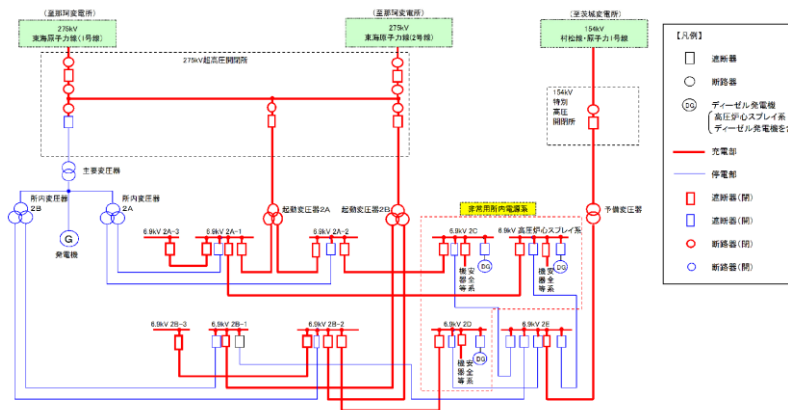 (至那珂変電所)
275kV
東海原子力線(1号線)
(至那珂変電所)
275kV
東海原子力線(2号線)
(至茨城変電所)
154kV
村松線・原子力1号線
275kV超高圧開閉所
154kV
特別
高圧
開閉所
主要変圧器
所内変圧器
2B
所内変圧器
2A
G
発電機
起動変圧器2A
起動変圧器2B
非常用所内電源系
予備変圧器
6.9kV 2A-3
6.9kV 2A-1
6.9kV 2A-2
6.9kV 2C
6.9kV 高圧炉心スプレイ系
DG
DG
機安
器全
等系
機安
器全
等系
6.9kV 2B-3
6.9kV 2B-1
6.9kV 2B-2
6.9kV 2D
6.9kV 2E
DG
機安
器全
等系
【凡例】
遮断器
断路器
DG
ディーゼル発電機
高圧炉心スプレイ系
ディーゼル発電機を含
充電部
停電部
遮断器(閉)
遮断器(開)
断路器(閉)
断路器(開)